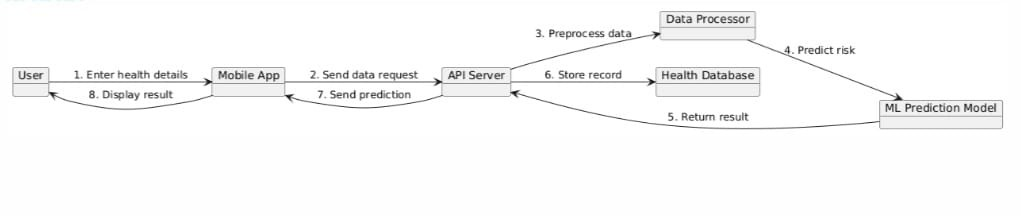 Data Processor
3. Preprocess data
4. Predict risk
User
1. Enter health details
Mobile App
2. Send data request
API Server
6. Store record
Health Database
8. Display result
7. Send prediction
ML Prediction Model
5. Return result